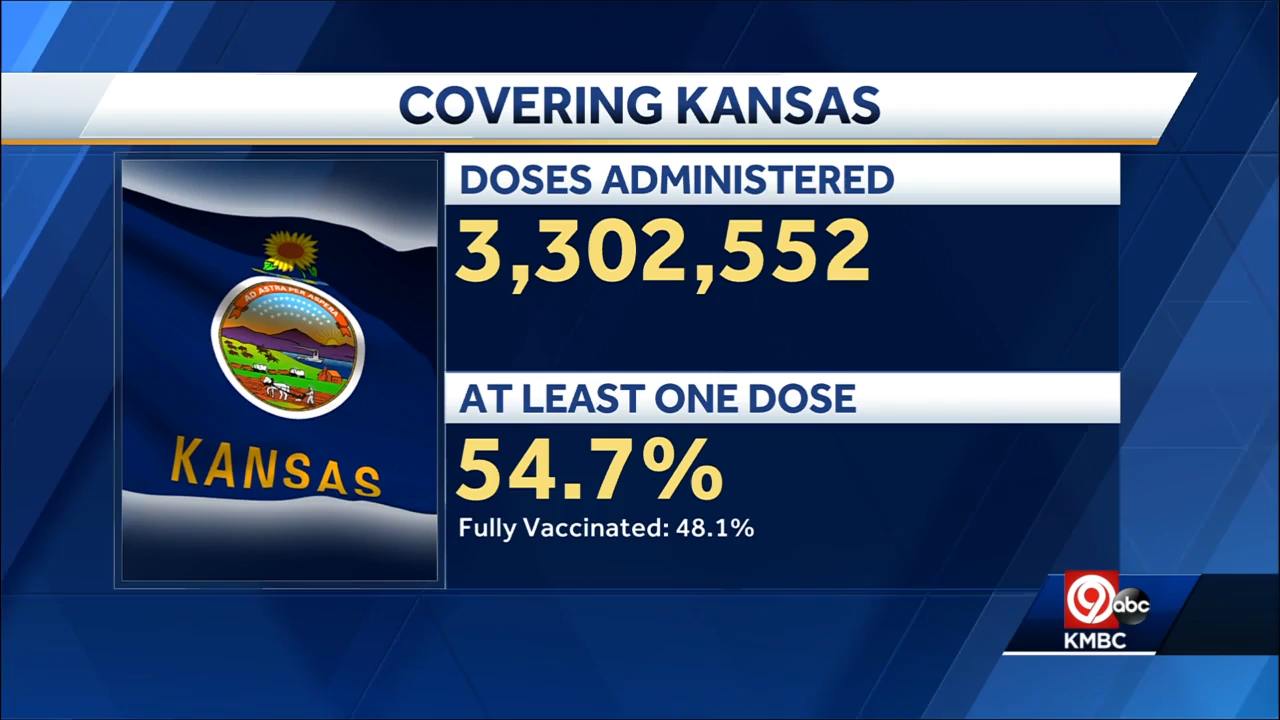 COVERING KANSAS
DOSES ADMINISTERED
3,302,552
AD ASTRA PER ASPERA
KANSAS
AT LEAST ONE DOSE
54.7%
Fully Vaccinated: 48.1%
9 abc
KMBC